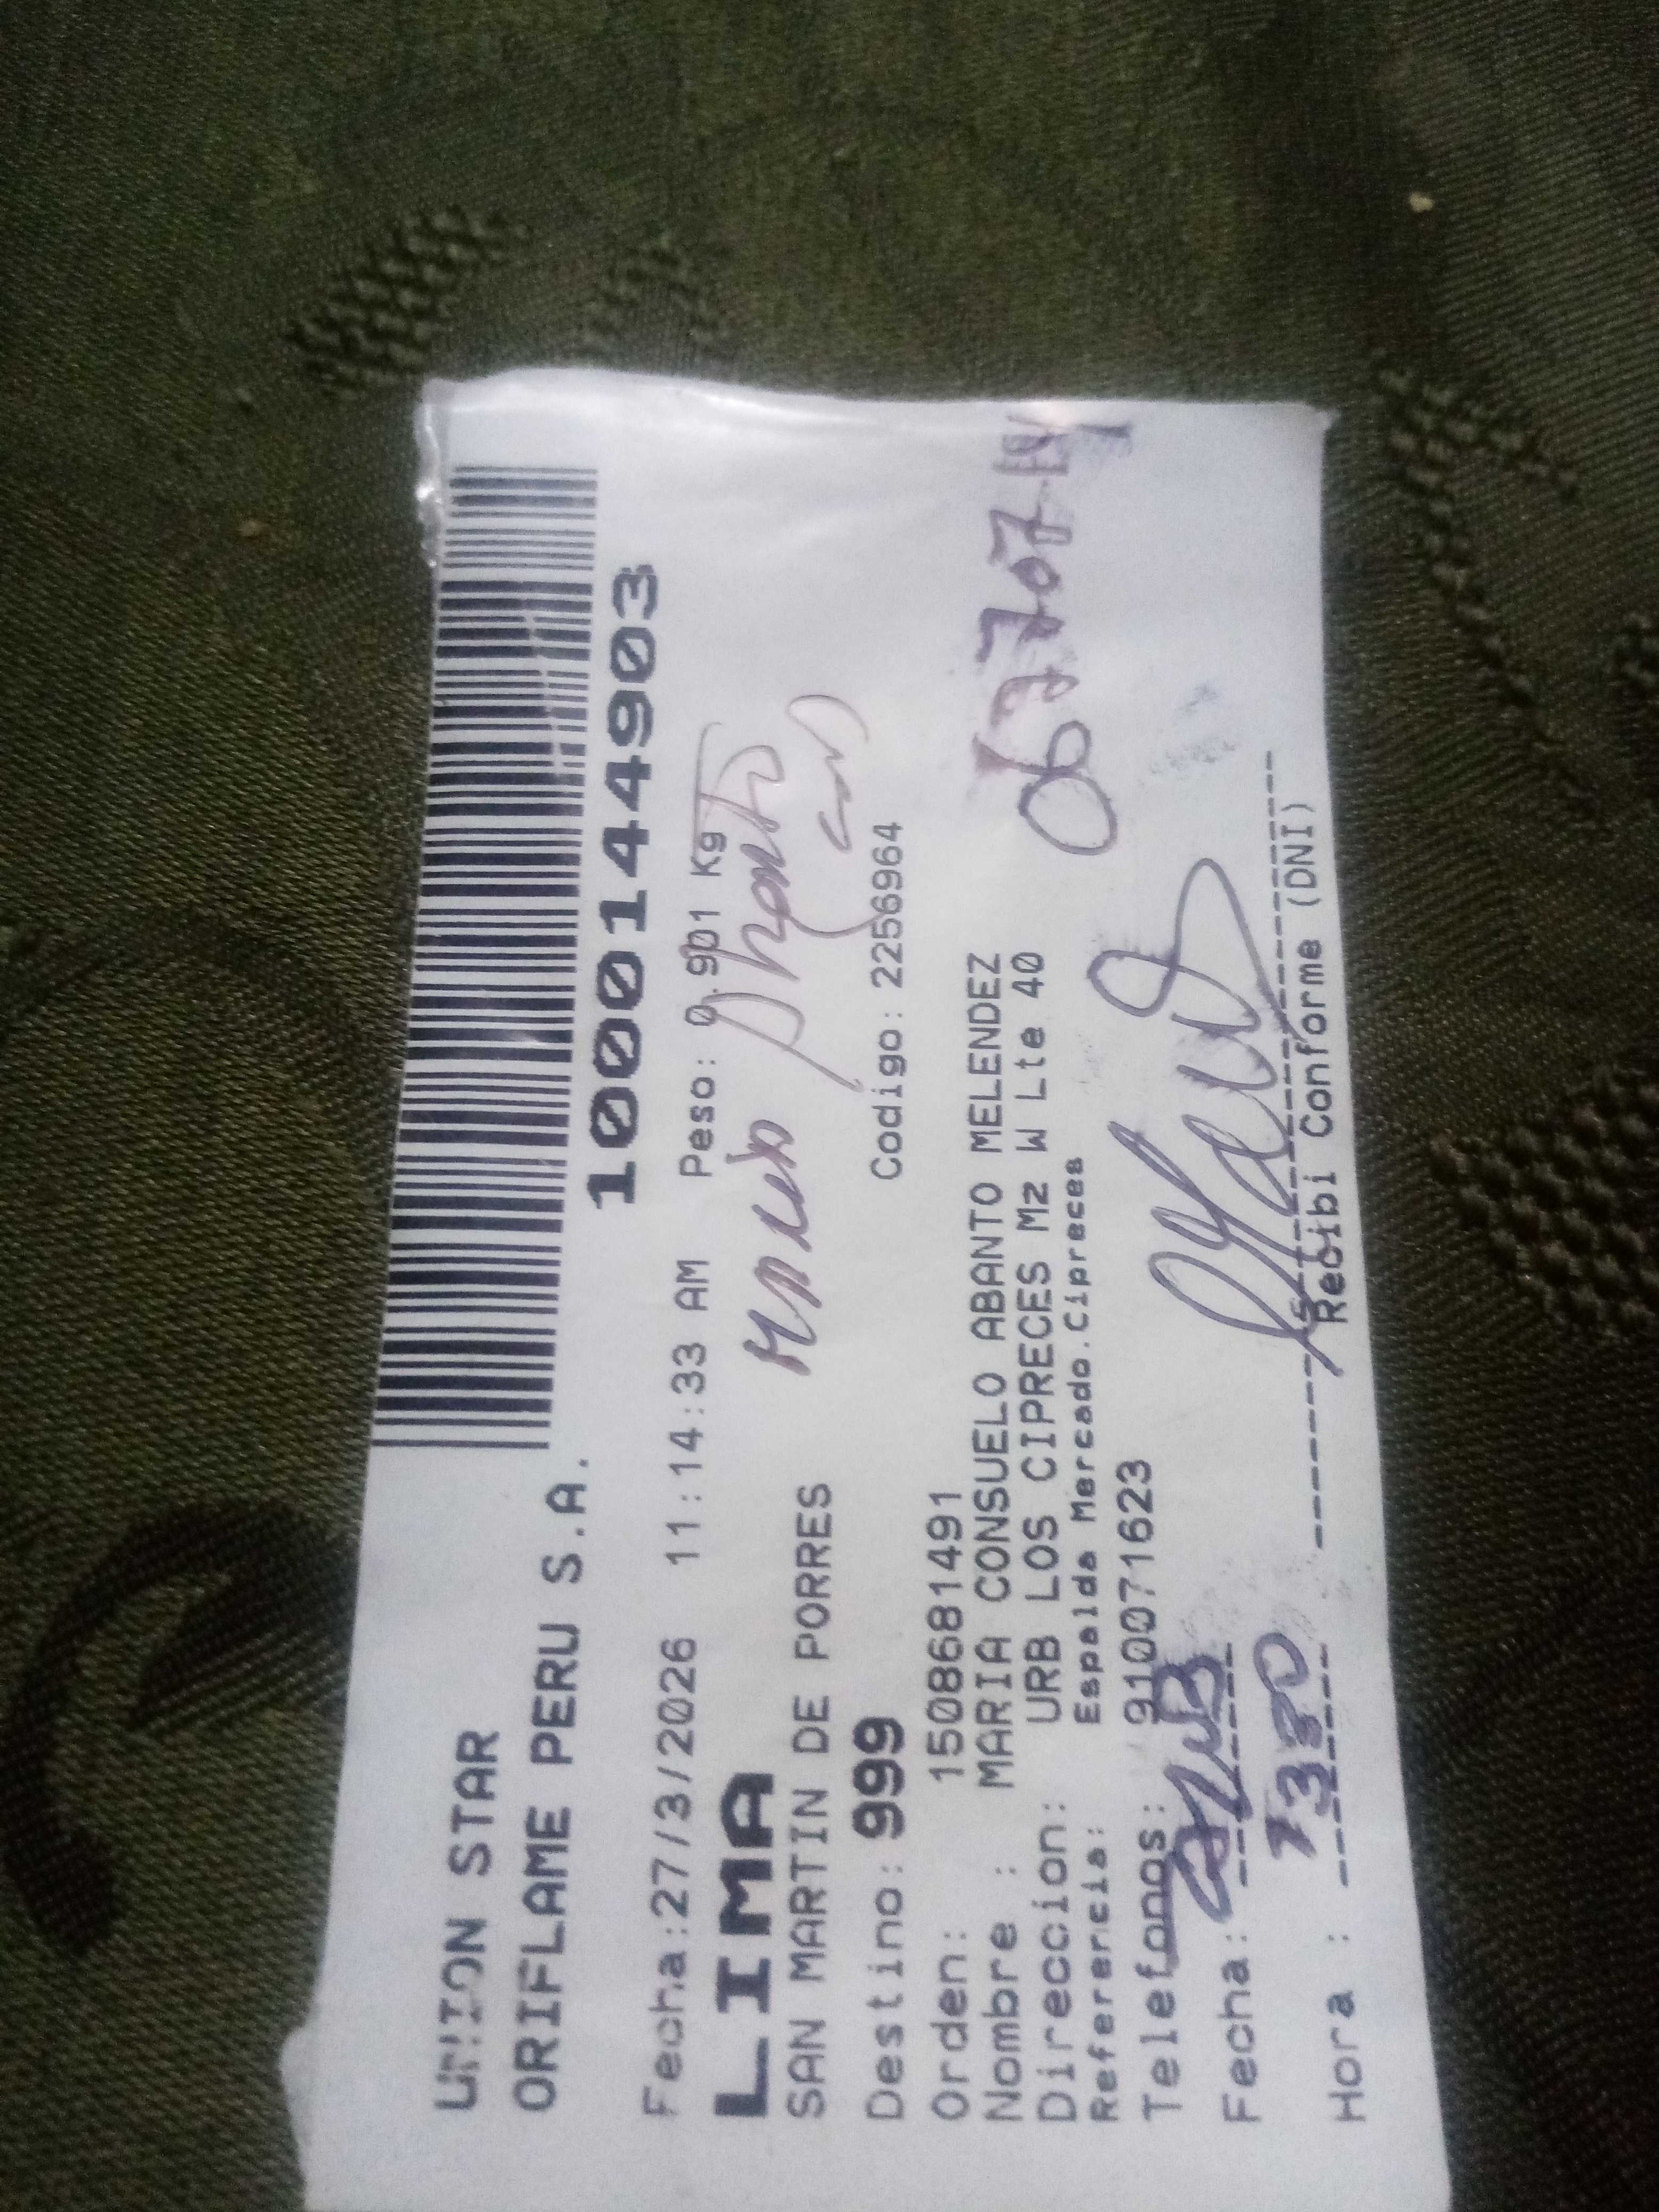 UNION STAR
ORIFLAME PERU S.A.
1000144903
Fecha:27/3/2026 11:14:33 AM Peso: 0.901 Kg
LIMA
SAN MARTIN DE PORRES
Destino: 999 Codigo: 2256964
Orden: 15086681491
Nombre : MARIA CONSUELO ABANTO MELENDEZ
Direccion: URB LOS CIPRECES Mz W Lte 40
Referencia: Espalda Mercado.Cipreces
Telefonos: 910071623
Fecha:
Hora :
Recibi Conforme (DNI)